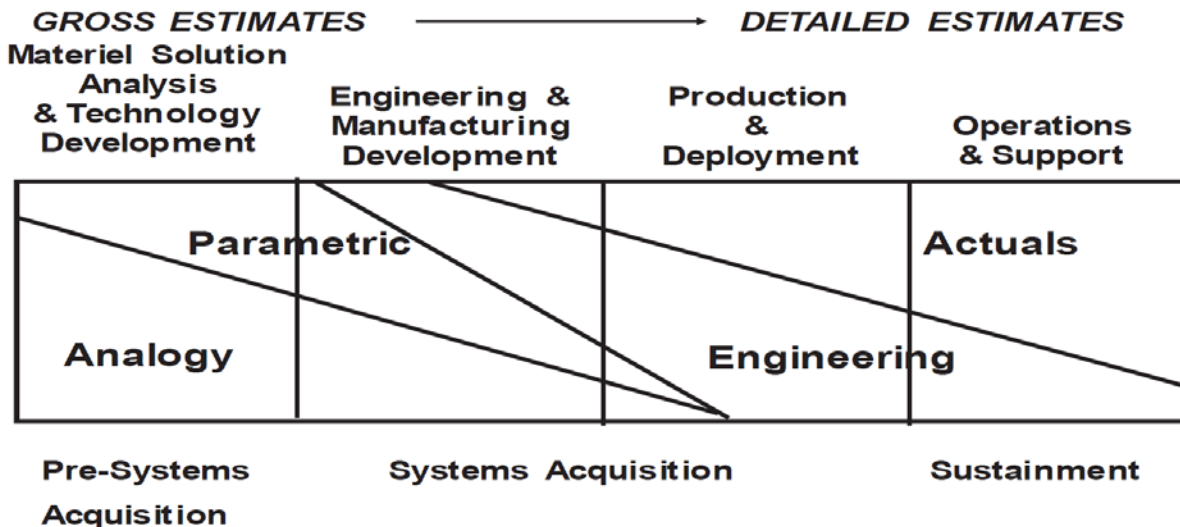 GROSS ESTIMATES
DETAILED ESTIMATES
Materiel Solution
Analysis
& Technology
Development
Engineering &
Manufacturing
Development
Production
&
Deployment
Operations
& Support
Parametric
Actuals
Analogy
Engineering
Pre-Systems
Acquisition
Systems Acquisition
Sustainment